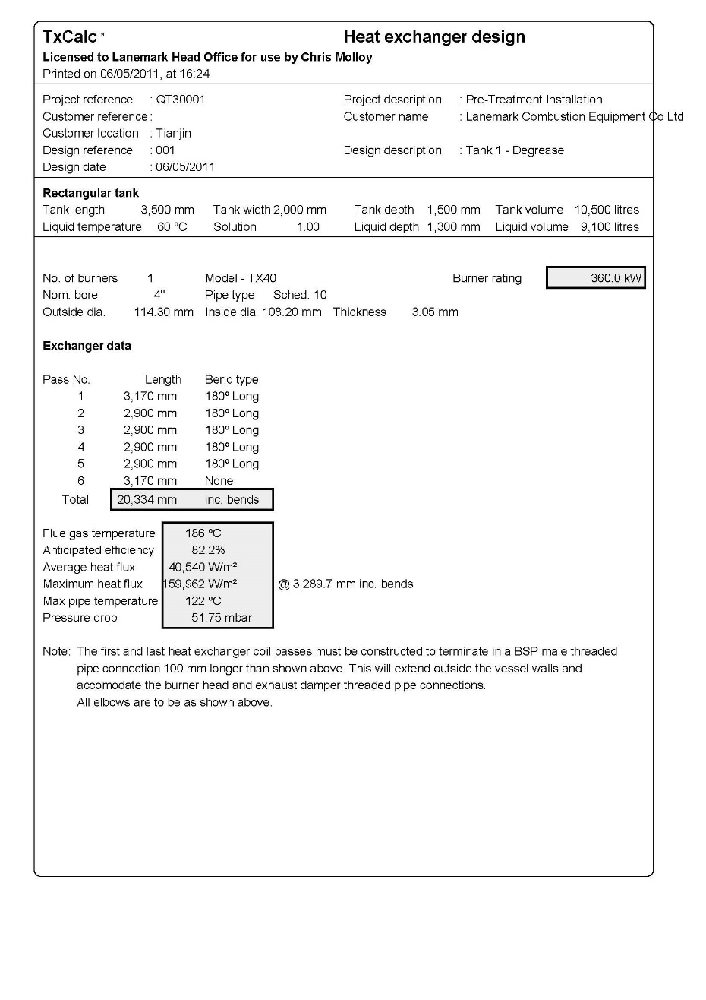 TxCalc™ Heat exchanger design
Licensed to Lanemark Head Office for use by Chris Molloy
Printed on 06/05/2011, at 16:24
Project reference : QT30001 Project description : Pre-Treatment Installation
Customer reference : Customer name : Lanemark Combustion Equipment Co Ltd
Customer location : Tianjin
Design reference : 001 Design description : Tank 1 - Degrease
Design date : 06/05/2011
Rectangular tank
Tank length 3,500 mm Tank width 2,000 mm Tank depth 1,500 mm Tank volume 10,500 litres
Liquid temperature 60 ºC Solution 1.00 Liquid depth 1,300 mm Liquid volume 9,100 litres
No. of burners 1 Model - TX40 Burner rating 360.0 kW
Nom. bore 4" Pipe type Sched. 10
Outside dia. 114.30 mm Inside dia. 108.20 mm Thickness 3.05 mm
Exchanger data
Pass No. Length Bend type
1 3,170 mm 180º Long
2 2,900 mm 180º Long
3 2,900 mm 180º Long
4 2,900 mm 180º Long
5 2,900 mm 180º Long
6 3,170 mm None
Total 20,334 mm inc. bends
Flue gas temperature 186 ºC
Anticipated efficiency 82.2%
Average heat flux 40,540 W/m²
Maximum heat flux 159,962 W/m² @ 3,289.7 mm inc. bends
Max pipe temperature 122 ºC
Pressure drop 51.75 mbar
Note: The first and last heat exchanger coil passes must be constructed to terminate in a BSP male threaded
pipe connection 100 mm longer than shown above. This will extend outside the vessel walls and
accomodate the burner head and exhaust damper threaded pipe connections.
All elbows are to be as shown above.